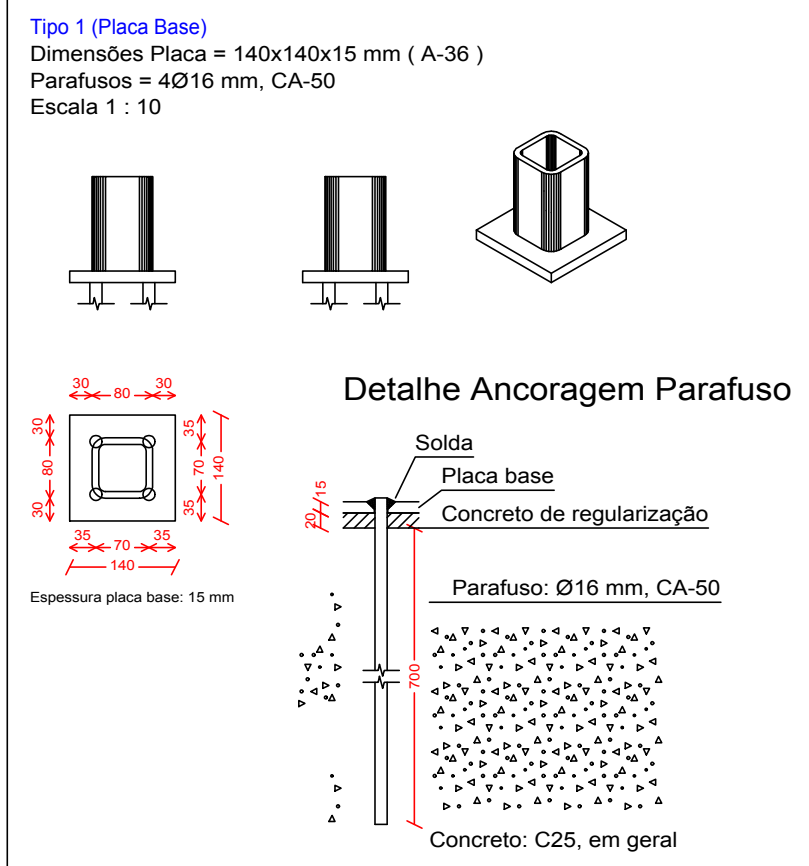 Tipo 1 (Placa Base)
Dimensões Placa = 140x140x15 mm ( A-36 )
Parafusos = 4Ø16 mm, CA-50
Escala 1 : 10
30
80
30
30
80
30
35
70
35
140
35
70
35
140
Espessura placa base: 15 mm
Detalhe Ancoragem Parafuso
Solda
Placa base
Concreto de regularização
15
20
Parafuso: Ø16 mm, CA-50
700
Concreto: C25, em geral